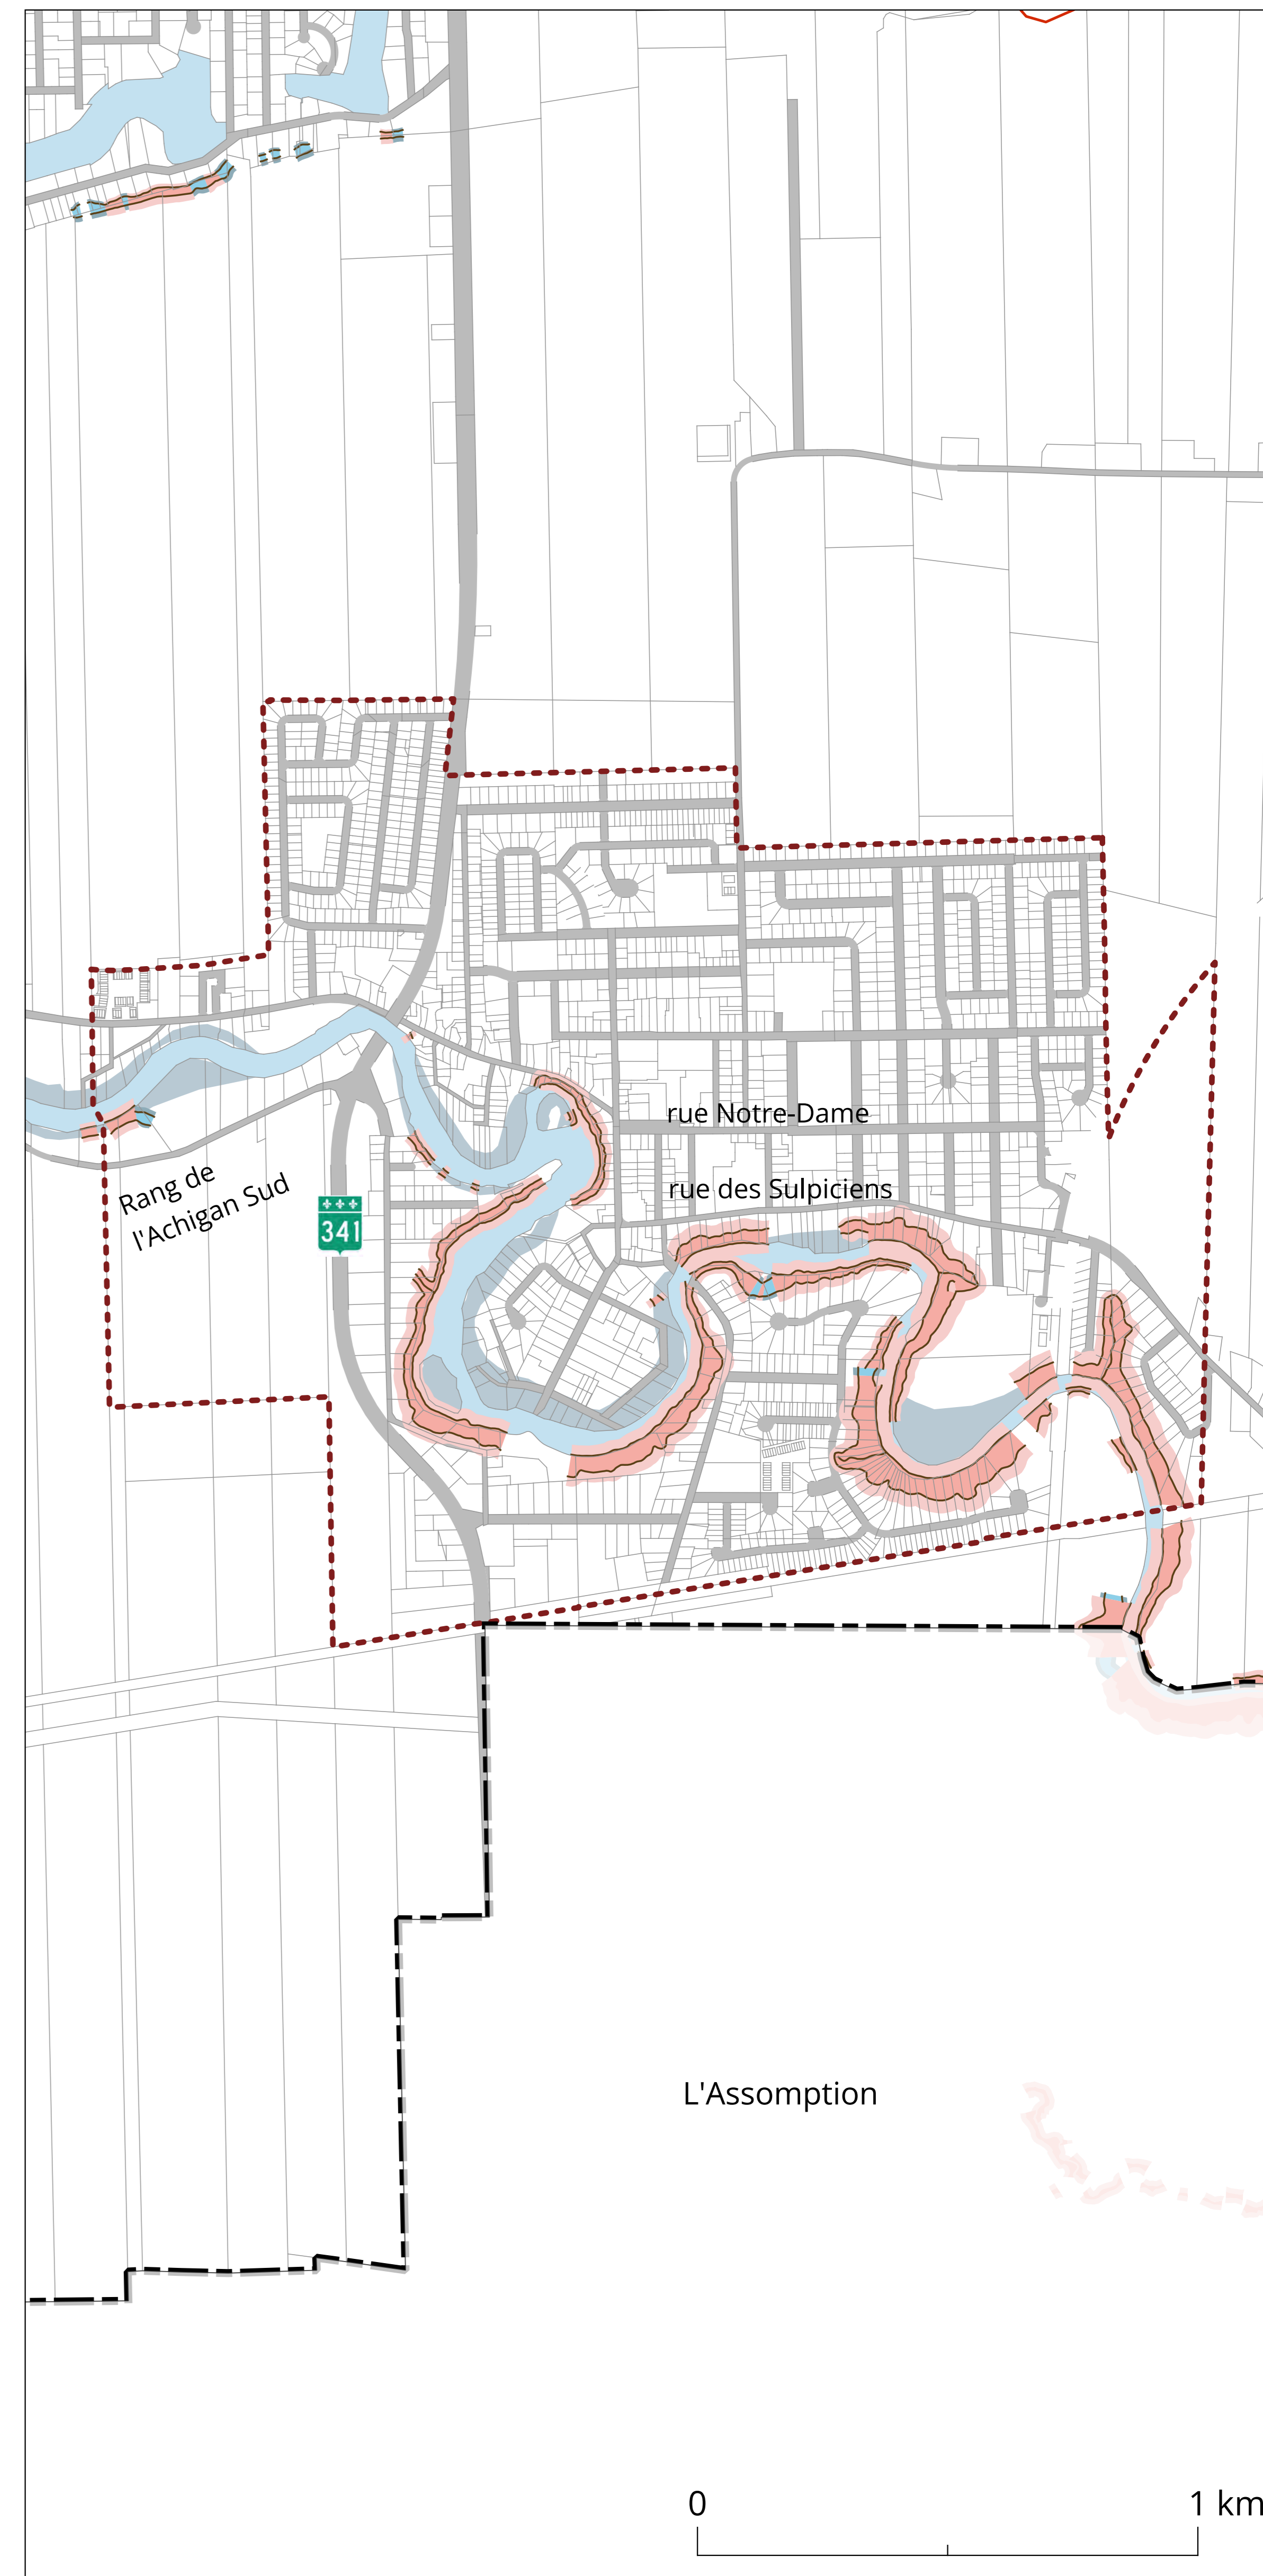 rue Notre-Dame
Rang de
l'Achigan Sud
rue des Sulpiciens
341
L'Assomption
0 1 km